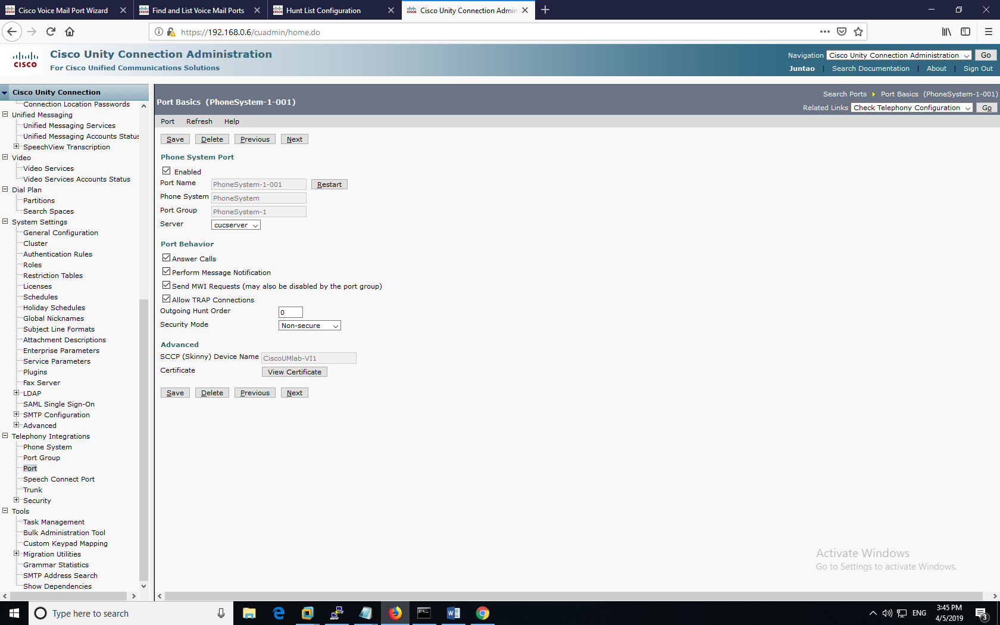 Cisco Voice Mail Port Wizard
Find and List Voice Mail Ports
Hunt List Configuration
Cisco Unity Connection Admin
https://192.168.0.6/cuadmin/home.do
cisco
Cisco Unity Connection Administration
For Cisco Unified Communications Solutions
Navigation Cisco Unity Connection Administration Go
Juntao | Search Documentation | About | Sign Out
Cisco Unity Connection
Connection Location Passwords
Unified Messaging
Unified Messaging Services
Unified Messaging Accounts Status
SpeechView Transcription
Video
Video Services
Video Services Accounts Status
Dial Plan
Partitions
Search Spaces
System Settings
General Configuration
Cluster
Authentication Rules
Roles
Restriction Tables
Licenses
Schedules
Holiday Schedules
Global Nicknames
Subject Line Formats
Attachment Descriptions
Enterprise Parameters
Service Parameters
Plugins
Fax Server
LDAP
SAML Single Sign-On
SMTP Configuration
Advanced
Telephony Integrations
Phone System
Port Group
Port
Speech Connect Port
Trunk
Security
Tools
Task Management
Bulk Administration Tool
Custom Keypad Mapping
Migration Utilities
Grammar Statistics
SMTP Address Search
Show Dependencies
Search Ports Port Basics (PhoneSystem-1-001)
Port Basics (PhoneSystem-1-001)
Related Links Check Telephony Configuration Go
Port Refresh Help
Save Delete Previous Next
Phone System Port
Enabled
Port Name PhoneSystem-1-001 Restart
Phone System PhoneSystem
Port Group PhoneSystem-1
Server cucserver
Port Behavior
Answer Calls
Perform Message Notification
Send MWI Requests (may also be disabled by the port group)
Allow TRAP Connections
Outgoing Hunt Order 0
Security Mode Non-secure
Advanced
SCCP (Skinny) Device Name CiscoUMlab-VI1
Certificate View Certificate
Save Delete Previous Next
Activate Windows
Go to Settings to activate Windows.
Type here to search
ENG
3:45 PM
4/5/2019
3